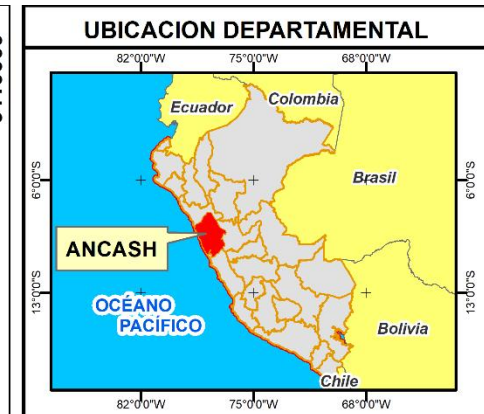 UBICACION DEPARTAMENTAL
82°0'0"W 75°0'0"W 68°0'0"W
Ecuador
Colombia
6°0'0"S
Brasil
6°0'0"S
ANCASH
13°0'0"S
OCÉANO
PACÍFICO
Bolivia
13°0'0"S
Chile
82°0'0"W 75°0'0"W 68°0'0"W